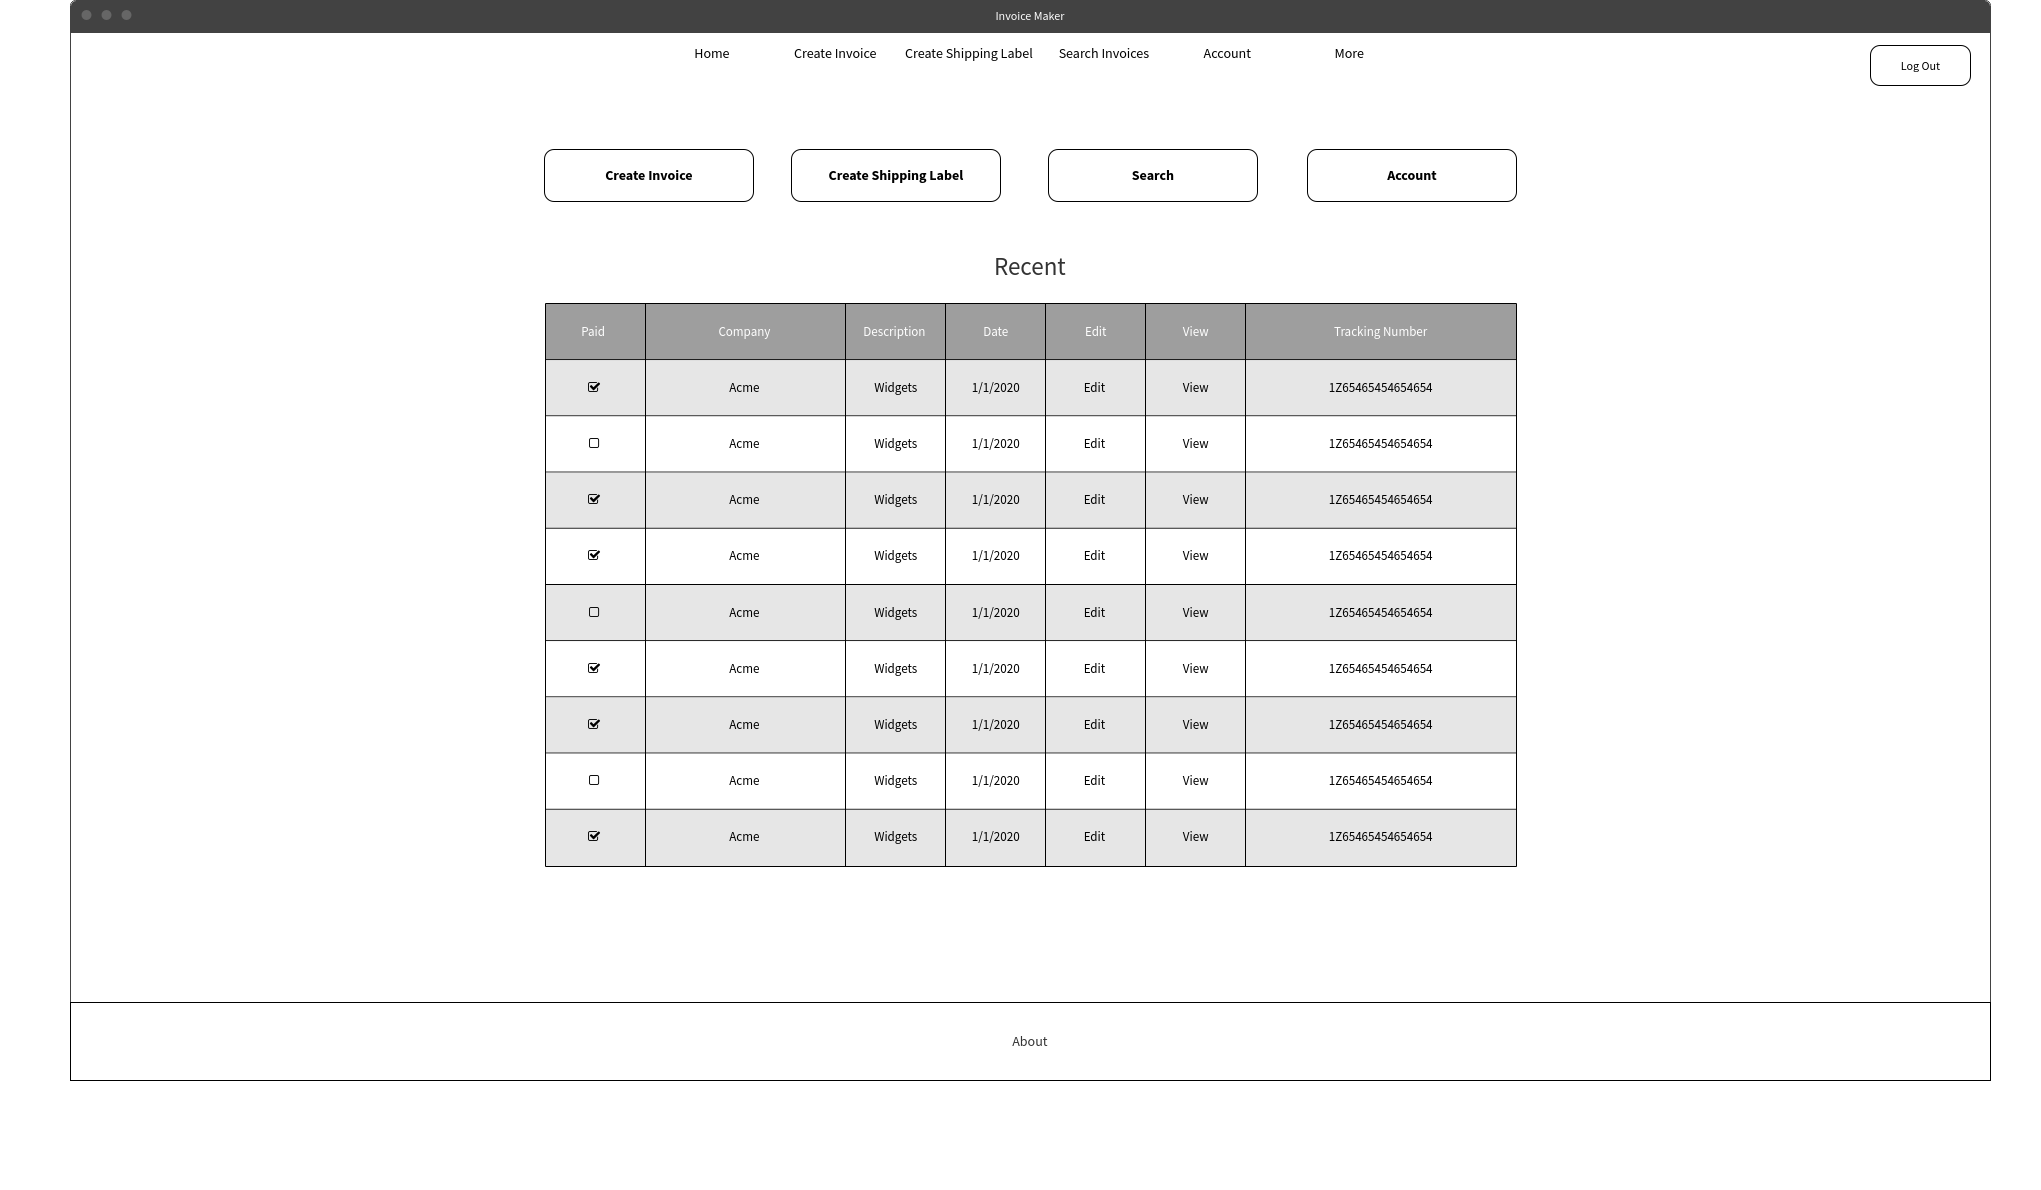 Invoice Maker
Home Create Invoice Create Shipping Label Search Invoices Account More
Log Out
Create Invoice Create Shipping Label Search Account
Recent
Paid Company Description Date Edit View Tracking Number
Acme Widgets 1/1/2020 Edit View 1Z65465454654654
Acme Widgets 1/1/2020 Edit View 1Z65465454654654
Acme Widgets 1/1/2020 Edit View 1Z65465454654654
Acme Widgets 1/1/2020 Edit View 1Z65465454654654
Acme Widgets 1/1/2020 Edit View 1Z65465454654654
Acme Widgets 1/1/2020 Edit View 1Z65465454654654
Acme Widgets 1/1/2020 Edit View 1Z65465454654654
Acme Widgets 1/1/2020 Edit View 1Z65465454654654
Acme Widgets 1/1/2020 Edit View 1Z65465454654654
About